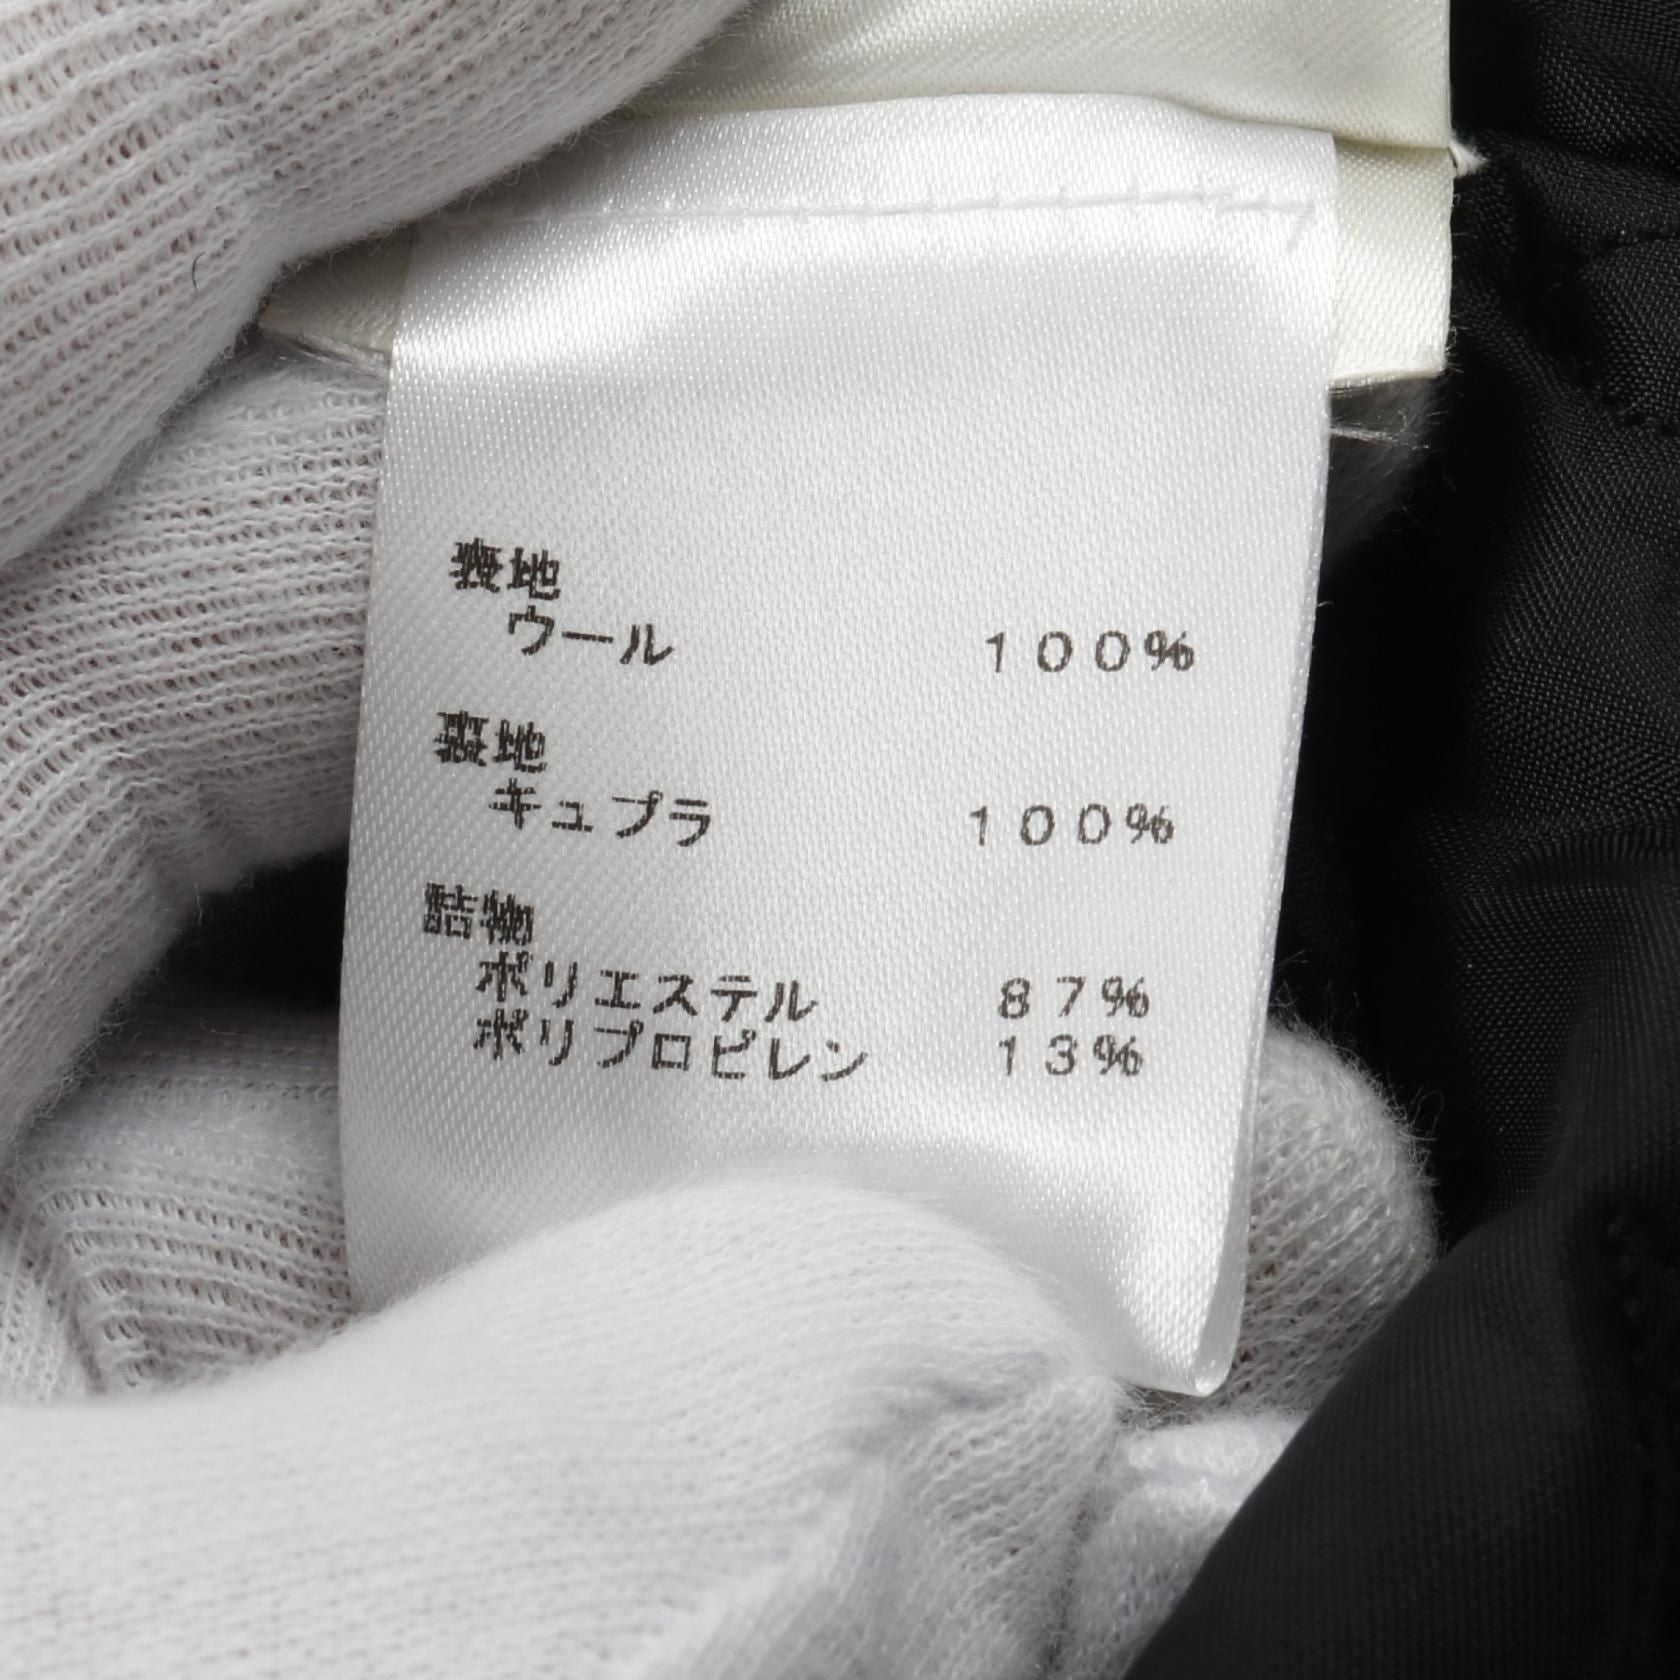 表地
ウール 100%
裏地
キュプラ 100%
詰物
ポリエステル 87%
ポリプロピレン 13%